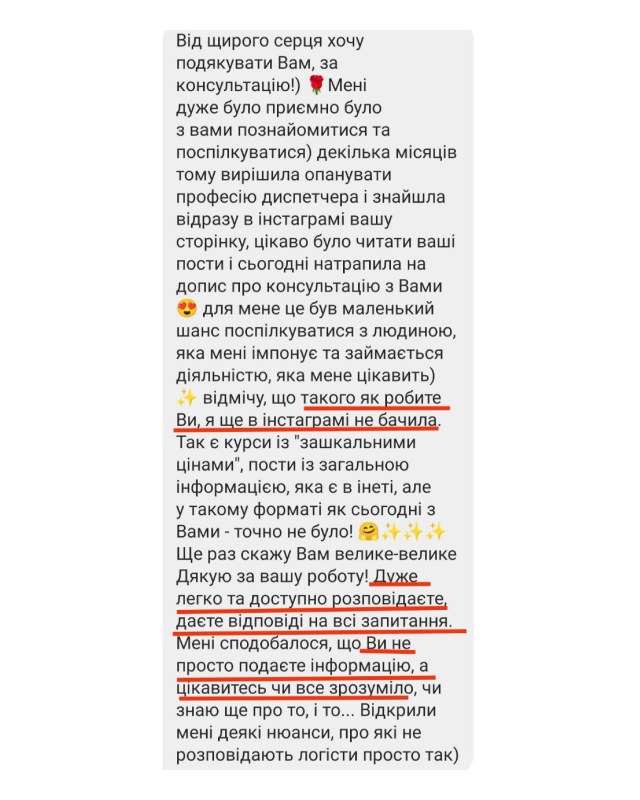 Від щирого серця хочу
подякувати Вам, за
консультацію!) 🌹Мені
дуже було приємно було
з вами познайомитися та
поспілкуватися) декілька місяців
тому вирішила опанувати
професію диспетчера і знайшла
відразу в інстаграмі вашу
сторінку, цікаво було читати ваші
пости і сьогодні натрапила на
допис про консультацію з Вами
😍 для мене це був маленький
шанс поспілкуватися з людиною,
яка мені імпонує та займається
діяльністю, яка мене цікавить)
✨ відмічу, що такого як робите
Ви, я ще в інстаграмі не бачила.
Так є курси із "зашкальними
цінами", пости із загальною
інформацією, яка є в інеті, але
у такому форматі як сьогодні з
Вами - точно не було! 🤗✨✨✨
Ще раз скажу Вам велике-велике
Дякую за вашу роботу! Дуже
легко та доступно розповідаєте,
даєте відповіді на всі запитання.
Мені сподобалося, що Ви не
просто подаєте інформацію, а
цікавитесь чи все зрозуміло, чи
знаю ще про то, і то... Відкрили
мені деякі нюанси, про які не
розповідають логісти просто так)